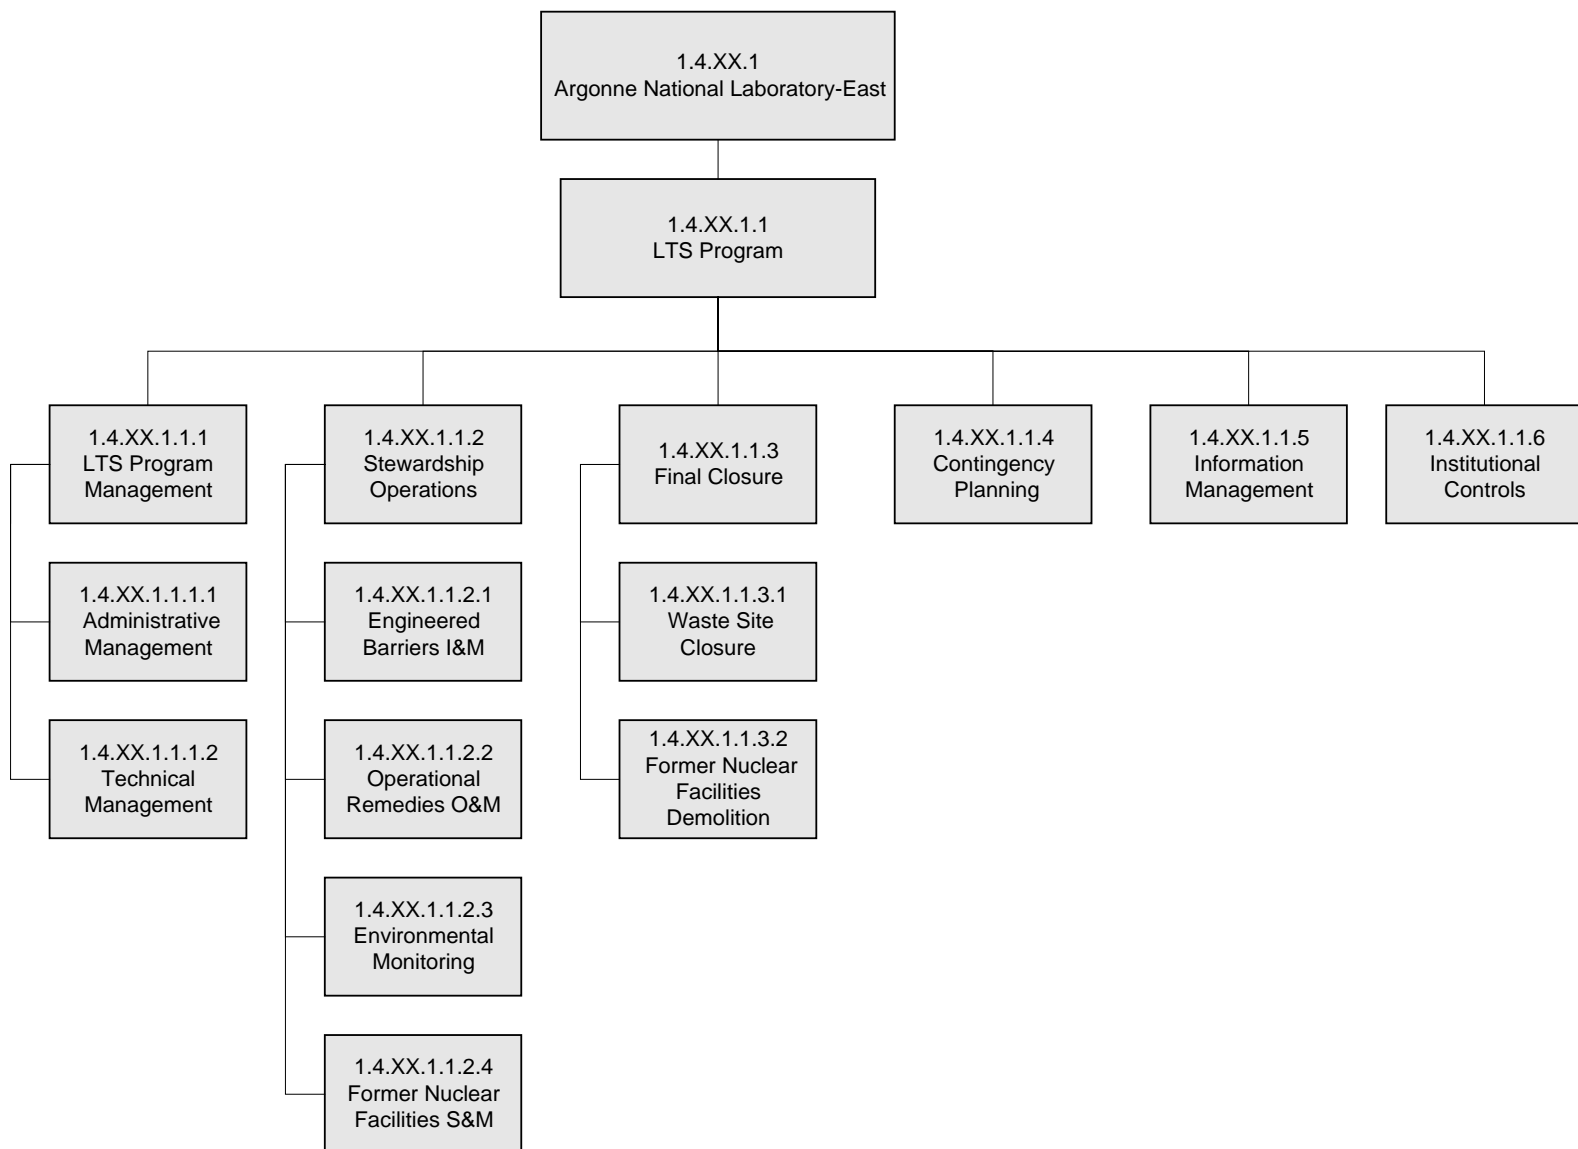 1.4.XX.1
Argonne National Laboratory-East
1.4.XX.1.1
LTS Program
1.4.XX.1.1.1
LTS Program
Management
1.4.XX.1.1.2
Stewardship
Operations
1.4.XX.1.1.3
Final Closure
1.4.XX.1.1.4
Contingency
Planning
1.4.XX.1.1.5
Information
Management
1.4.XX.1.1.6
Institutional
Controls
1.4.XX.1.1.1.1
Administrative
Management
1.4.XX.1.1.2.1
Engineered
Barriers I&M
1.4.XX.1.1.3.1
Waste Site
Closure
1.4.XX.1.1.1.2
Technical
Management
1.4.XX.1.1.2.2
Operational
Remedies O&M
1.4.XX.1.1.3.2
Former Nuclear
Facilities
Demolition
1.4.XX.1.1.2.3
Environmental
Monitoring
1.4.XX.1.1.2.4
Former Nuclear
Facilities S&M